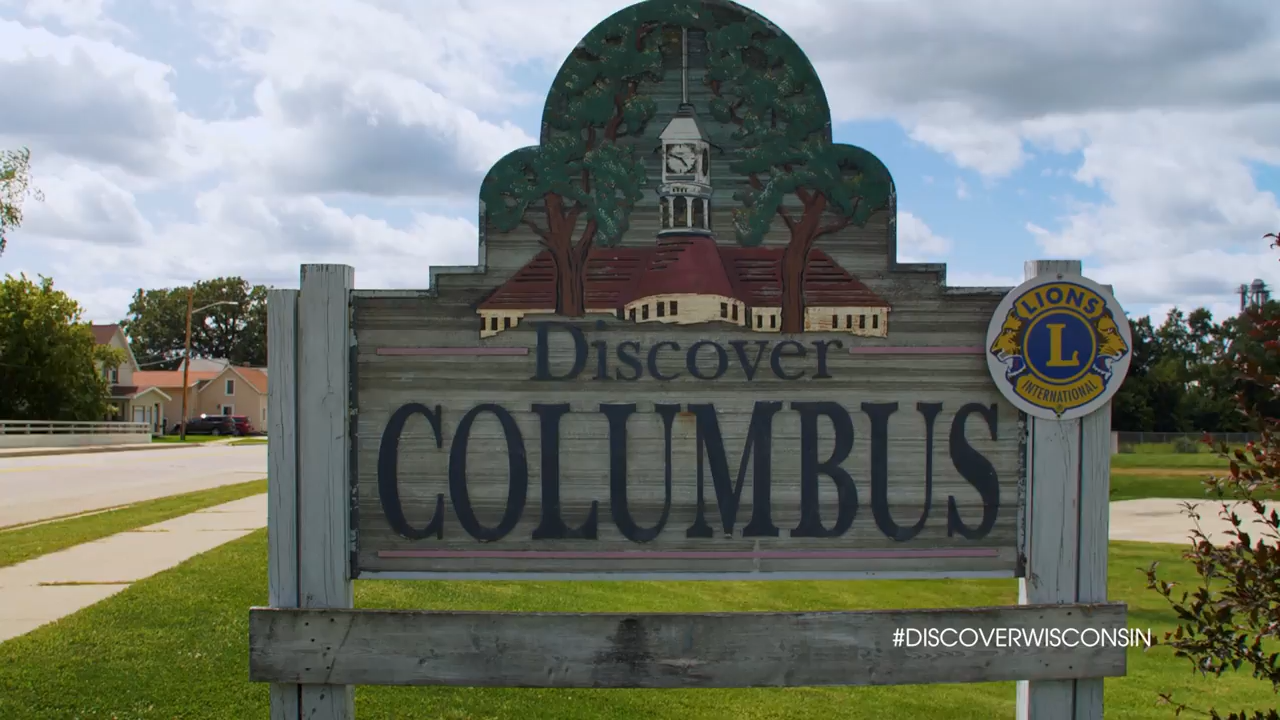 Discover
COLUMBUS
LIONS
L
INTERNATIONAL
#DISCOVERWISCONSIN